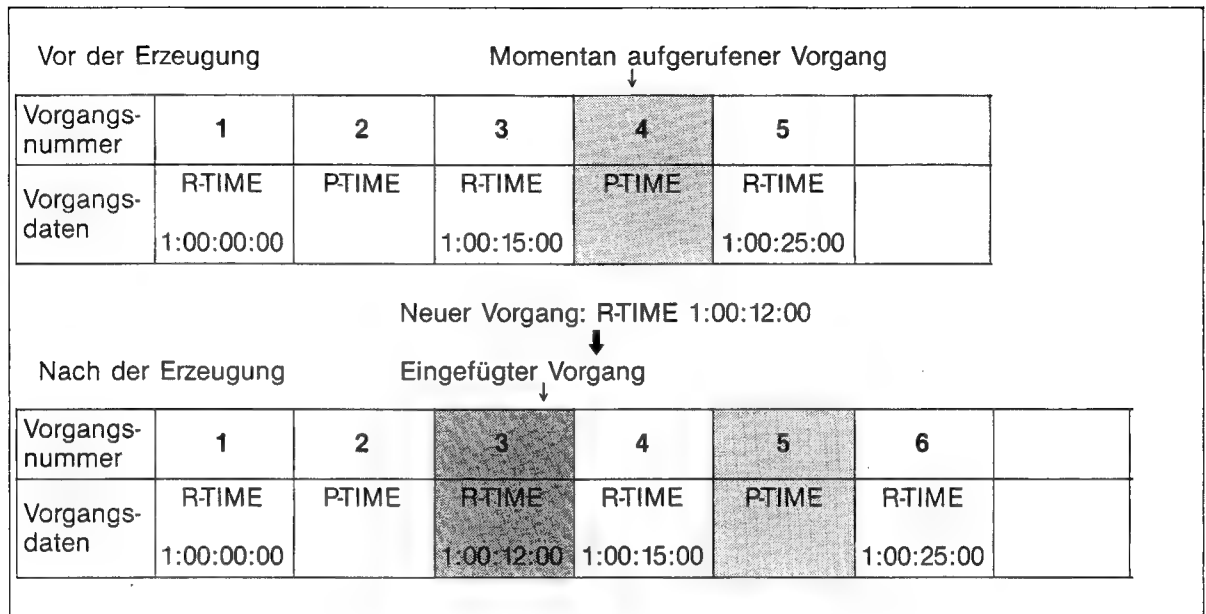 Vor der Erzeugung Momentan aufgerufener Vorgang
Vorgangs-
nummer 1 2 3 4 5
Vorgangs-
daten R-TIME P-TIME R-TIME P-TIME R-TIME
1:00:00:00 1:00:15:00 1:00:25:00
Neuer Vorgang: R-TIME 1:00:12:00
Nach der Erzeugung Eingefügter Vorgang
Vorgangs-
nummer 1 2 3 4 5 6
Vorgangs-
daten R-TIME P-TIME R-TIME R-TIME P-TIME R-TIME
1:00:00:00 1:00:12:00 1:00:15:00 1:00:25:00